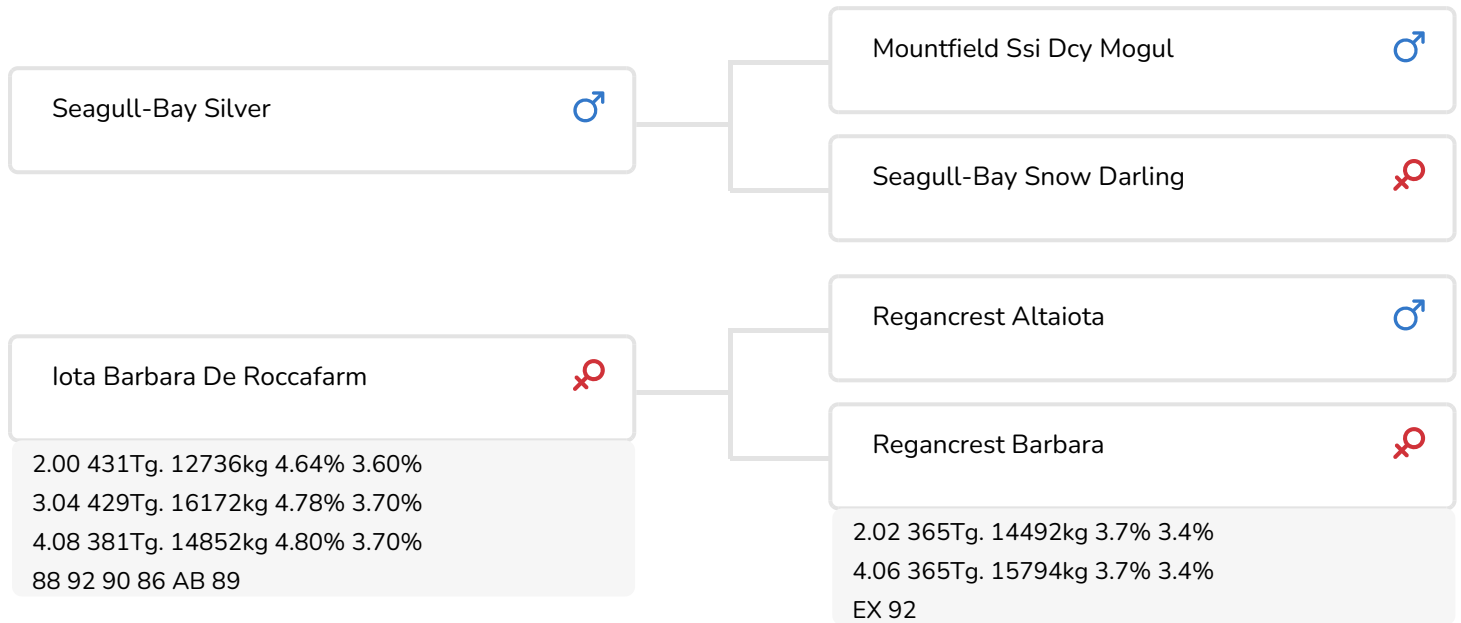 Seagull-Bay Silver
Mountfield Ssi Dcy Mogul
Seagull-Bay Snow Darling
Iota Barbara De Roccafarm
2.00 431Tg. 12736kg 4.64% 3.60%
3.04 429Tg. 16172kg 4.78% 3.70%
4.08 381Tg. 14852kg 4.80% 3.70%
88 92 90 86 AB 89
Regancrest Altaiota
Regancrest Barbara
2.02 365Tg. 14492kg 3.7% 3.4%
4.06 365Tg. 15794kg 3.7% 3.4%
EX 92